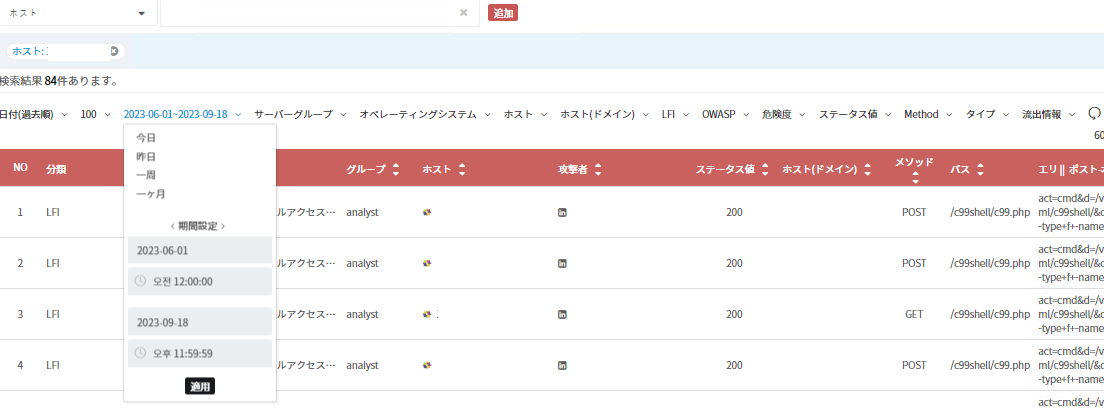 ホスト
追加
ホスト:
検索結果 84件あります。
日付(過去順) 100 2023-06-01~2023-09-18 サーバーグループ オペレーティングシステム ホスト ホスト(ドメイン) LFI OWASP 危険度 ステータス値 Method タイプ 流出情報
60
今日
昨日
一周
一ヶ月
期間設定
2023-06-01
오전 12:00:00
2023-09-18
오후 11:59:59
適用
NO 分類 グループ ホスト 攻撃者 ステータス値 ホスト(ドメイン) メソッド パス エリ|| ポスト
1 LFI ルアクセス… analyst 200 POST /c99shell/c99.php
act=cmd&d=/v
ml/c99shell/&c
-type+f+-name
2 LFI ルアクセス… analyst 200 POST /c99shell/c99.php
act=cmd&d=/v
ml/c99shell/&c
-type+f+-name
3 LFI ルアクセス… analyst 200 GET /c99shell/c99.php
act=cmd&d=/v
ml/c99shell/&c
-type+f+-name
4 LFI ルアクセス… analyst 200 POST /c99shell/c99.php
act=cmd&d=/v
ml/c99shell/&c
-type+f+-name
act=cmd&d=/v